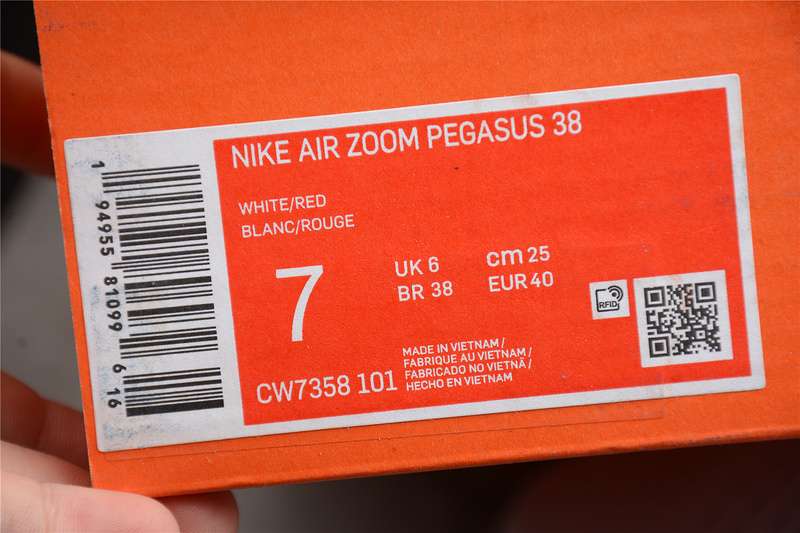 NIKE AIR ZOOM PEGASUS 38
WHITE/RED
BLANC/ROUGE
7
UK 6
cm 25
BR 38
EUR 40
RFID
MADE IN VIETNAM /
FABRIQUE AU VIETNAM /
FABRICADO NO VIETNÃ /
HECHO EN VIETNAM
CW7358 101
1 94955 81099 6 16